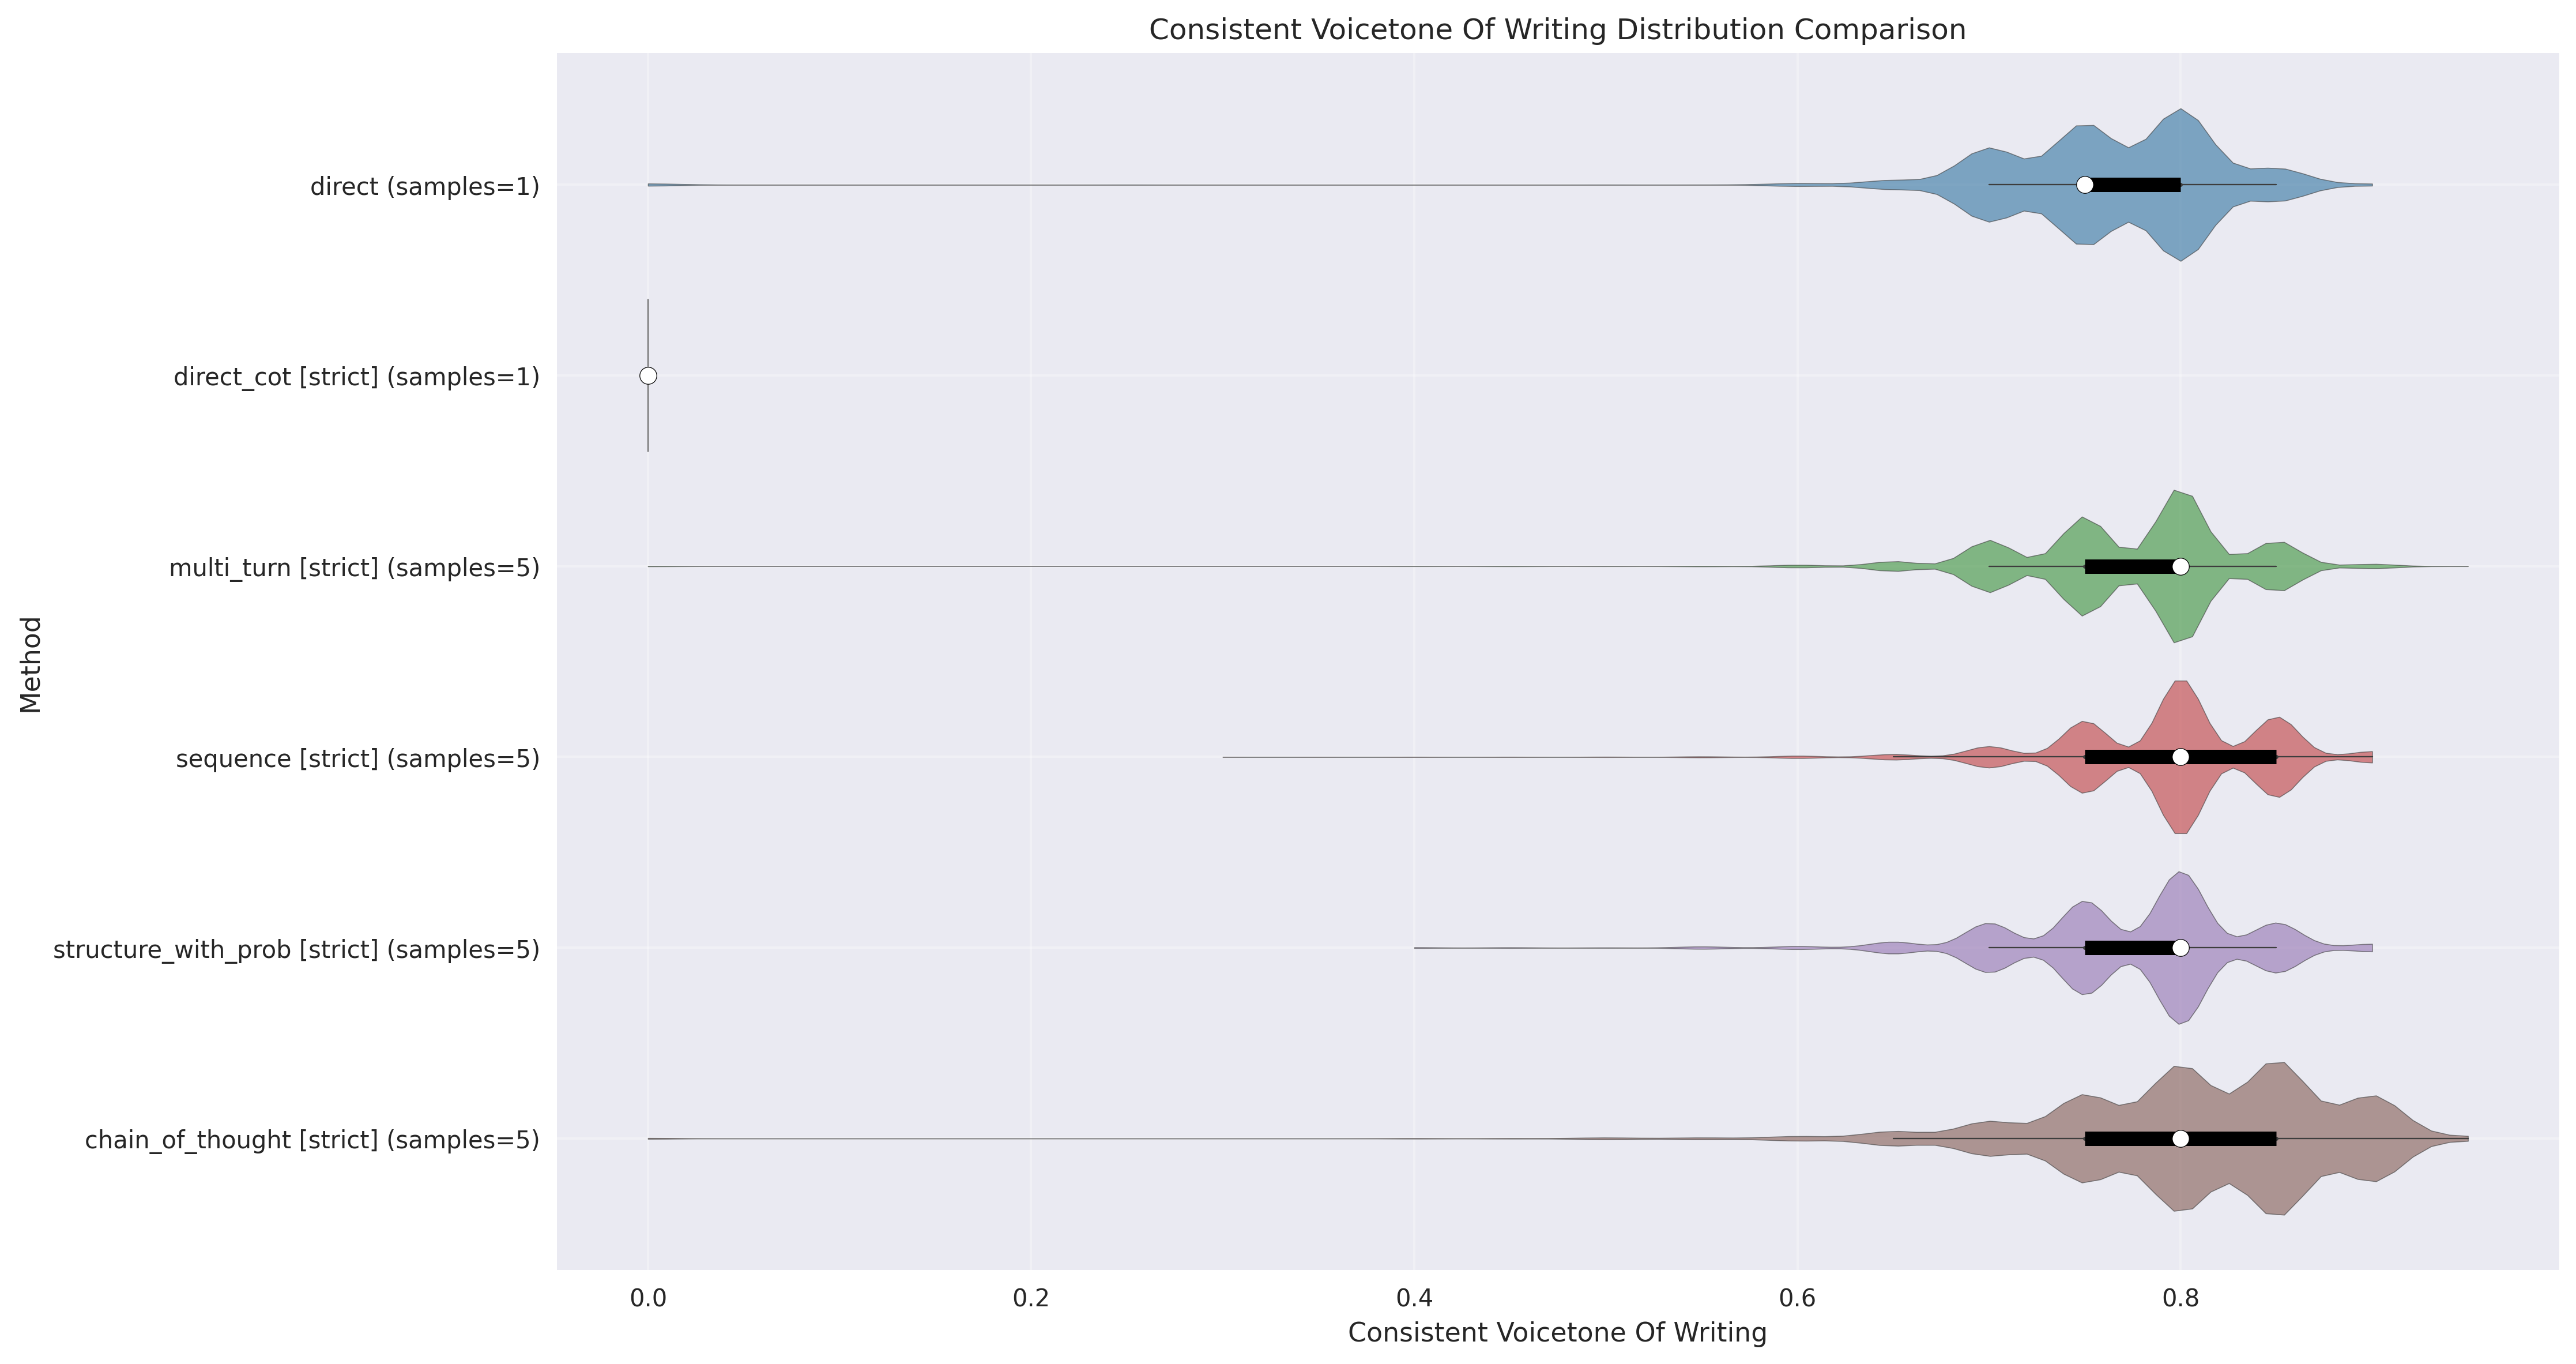 Consistent Voicetone Of Writing Distribution Comparison
Method
direct (samples=1)
direct_cot [strict] (samples=1)
multi_turn [strict] (samples=5)
sequence [strict] (samples=5)
structure_with_prob [strict] (samples=5)
chain_of_thought [strict] (samples=5)
0.0 0.2 0.4 0.6 0.8
Consistent Voicetone Of Writing